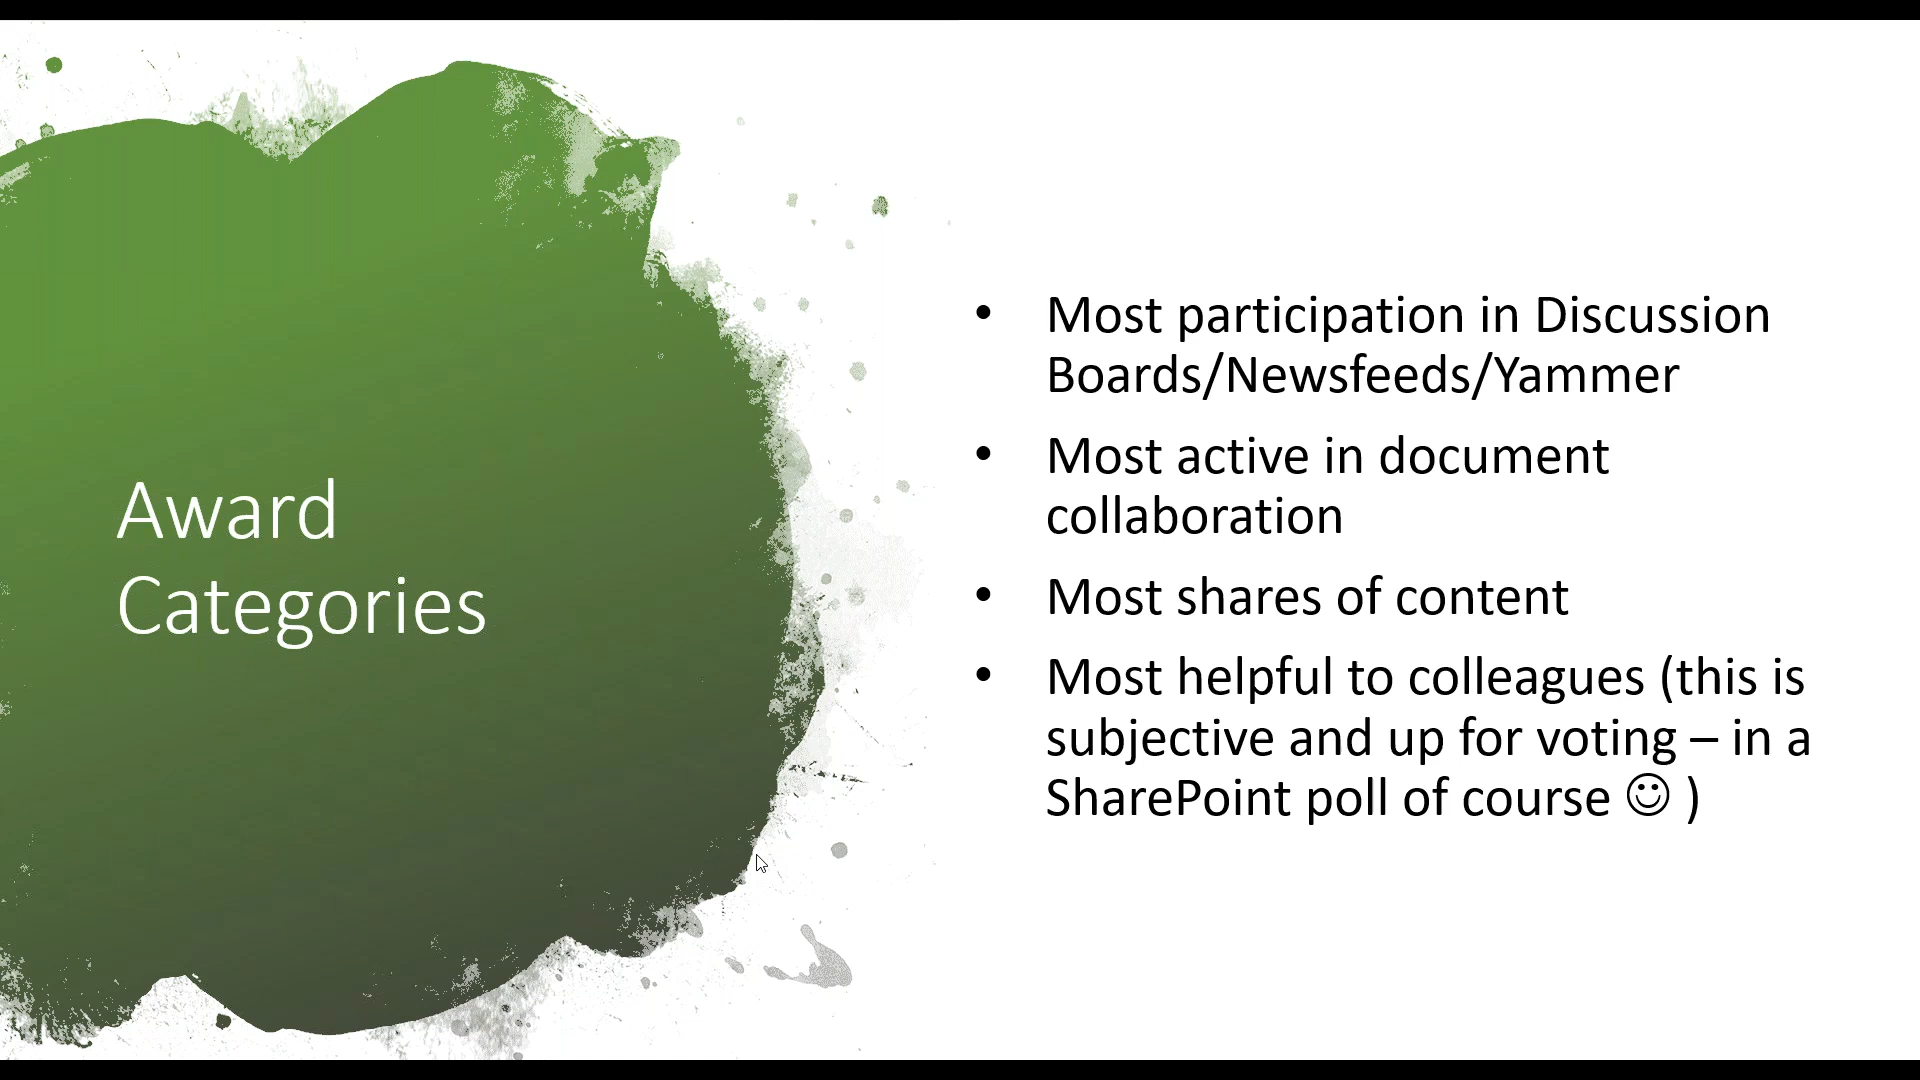 Award
Categories
• Most participation in Discussion
Boards/Newsfeeds/Yammer
• Most active in document
collaboration
• Most shares of content
• Most helpful to colleagues (this is
subjective and up for voting – in a
SharePoint poll of course ☺ )